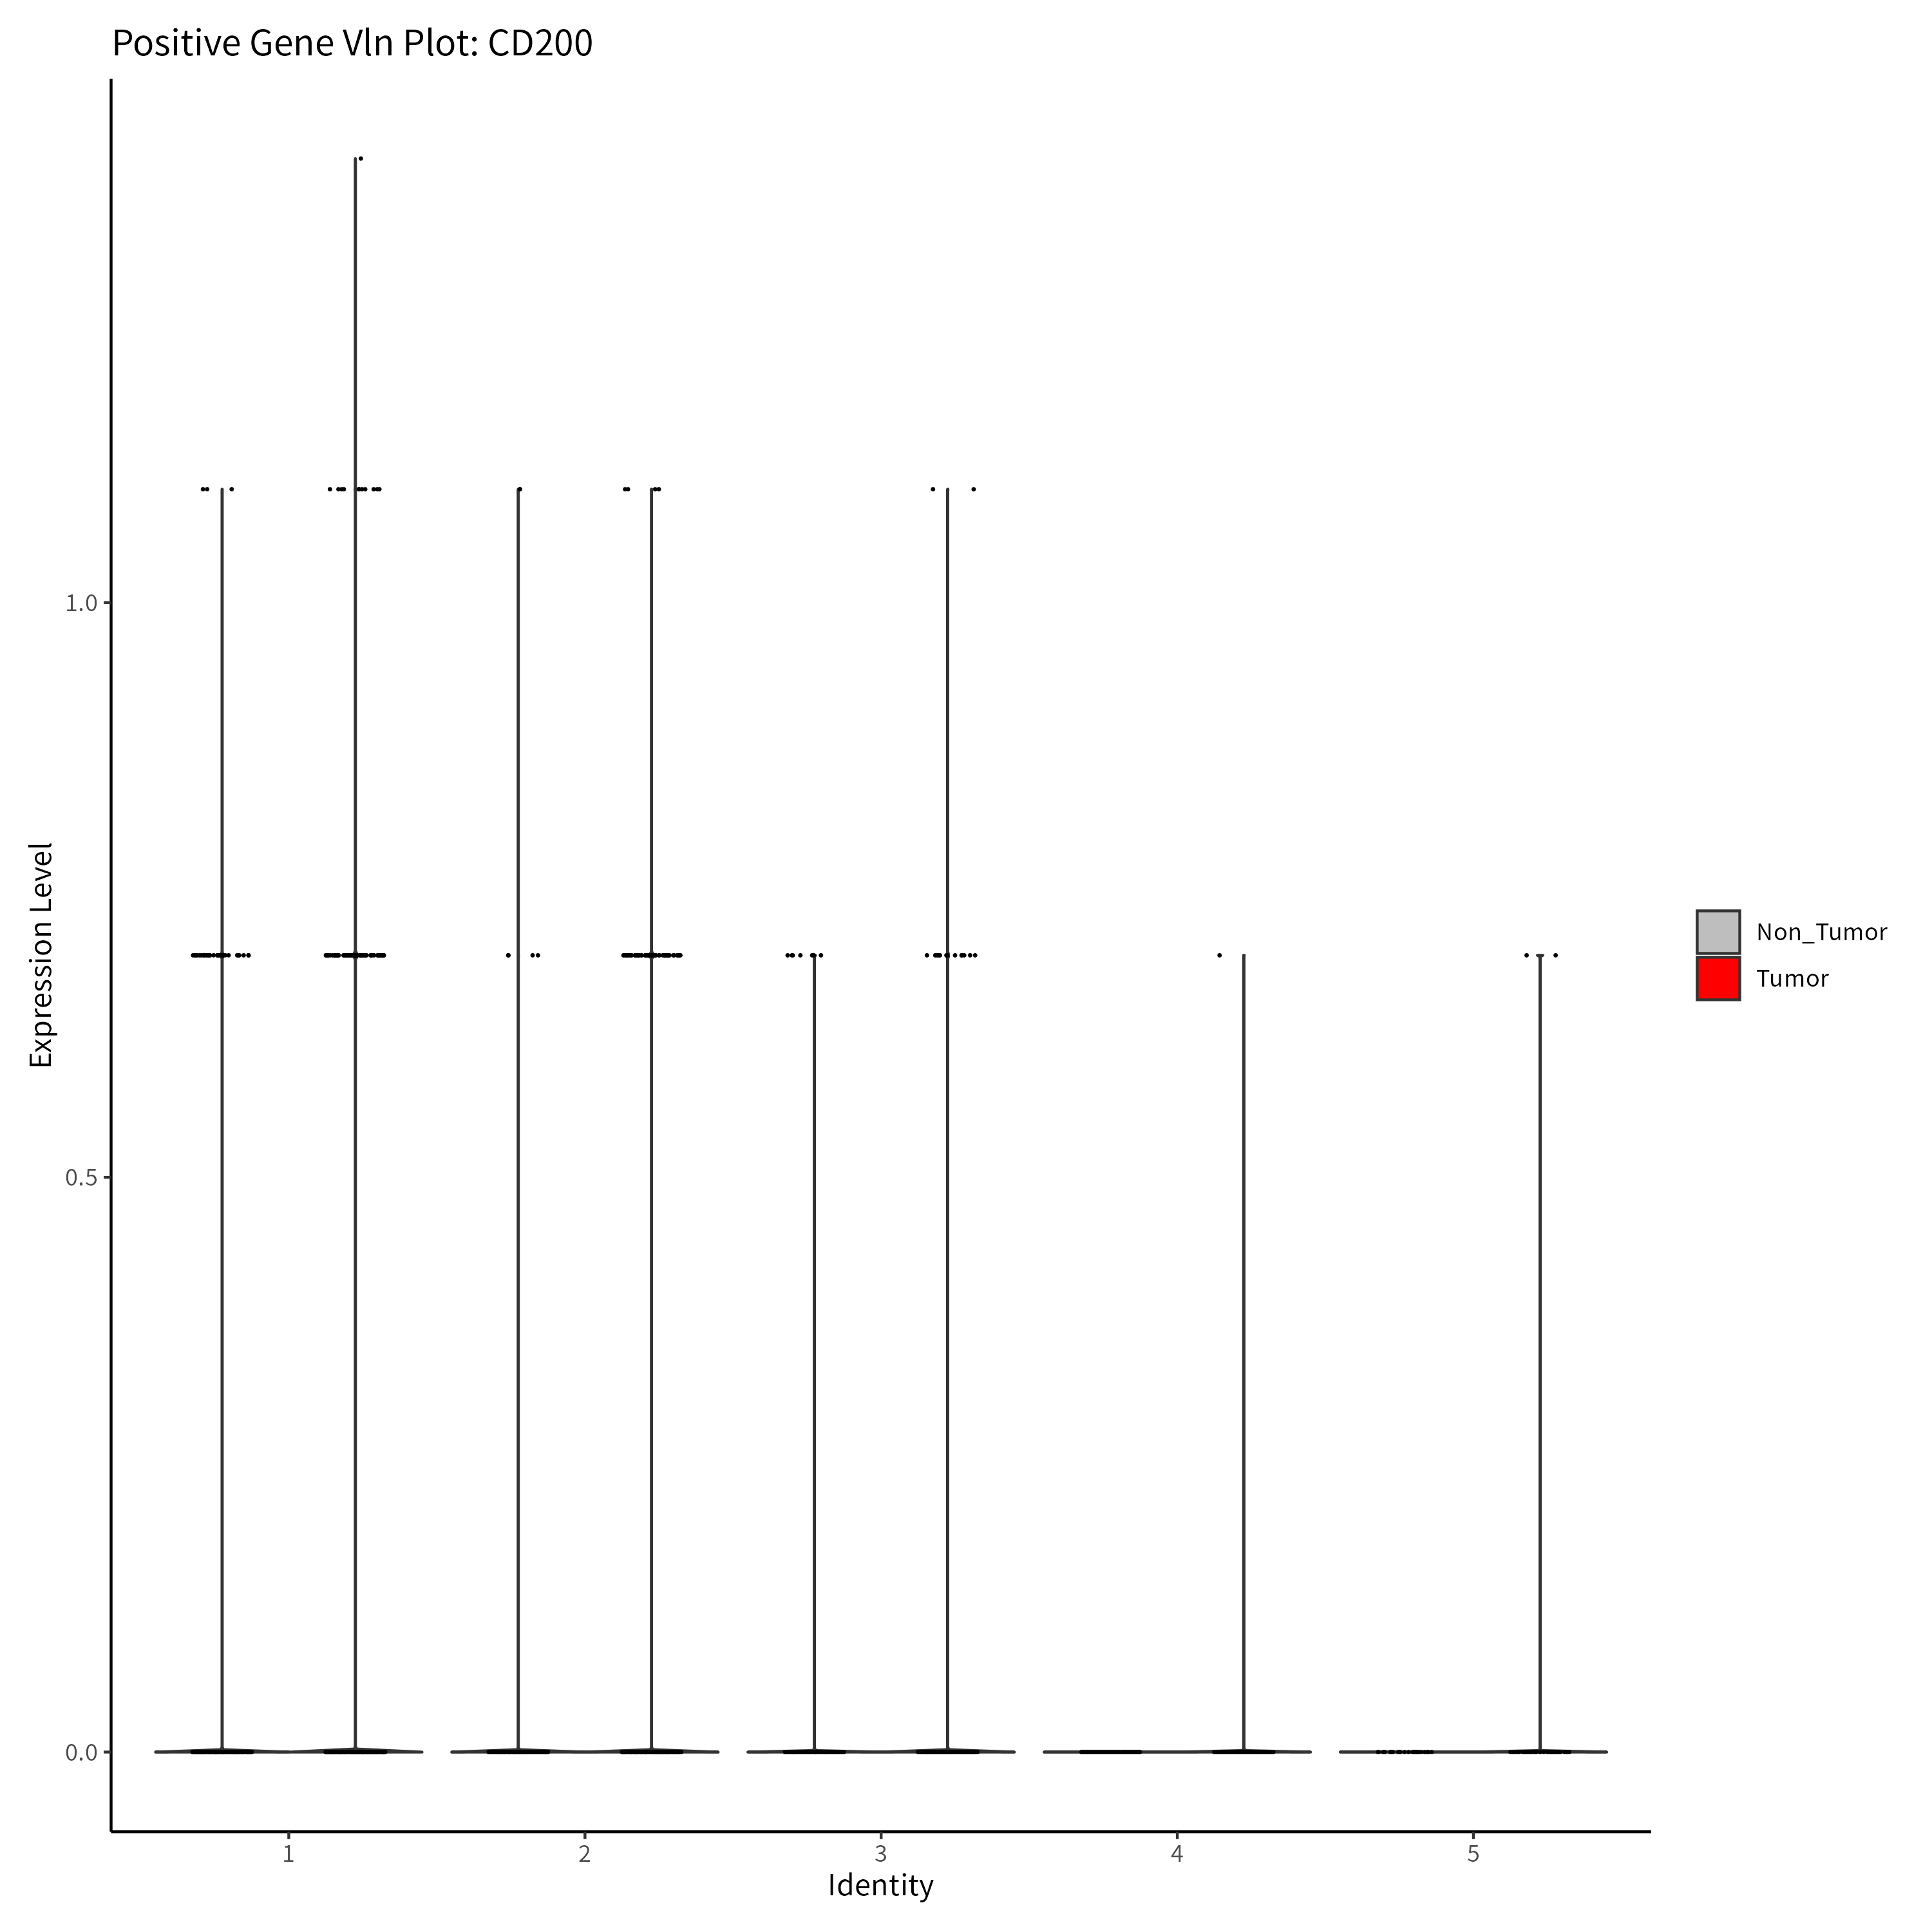 Positive Gene Vln Plot: CD200
Expression Level
1.0
0.5
0.0
1
2
3
4
5
Identity
Non_Tumor
Tumor